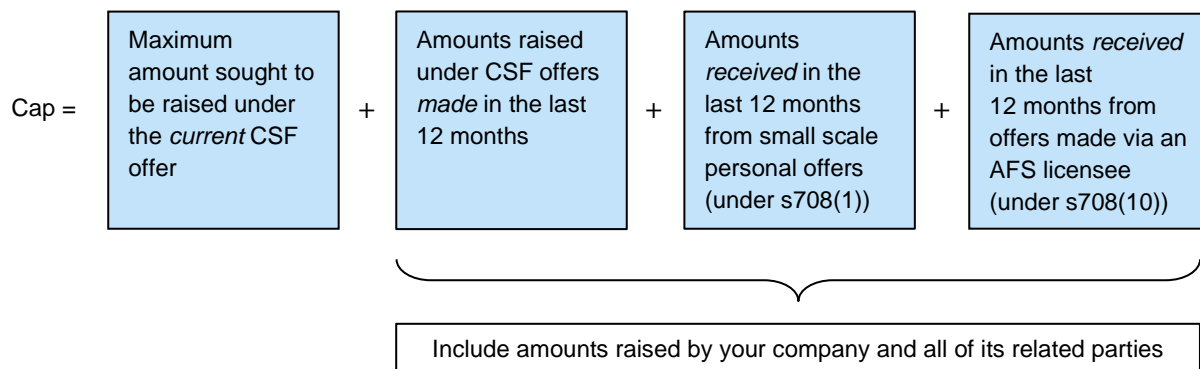 Cap =
Maximum
amount sought to
be raised under
the current CSF
offer
+
Amounts raised
under CSF offers
made in the last
12 months
+
Amounts
received in the
last 12 months
from small scale
personal offers
(under s708(1))
+
Amounts received
in the last
12 months from
offers made via an
AFS licensee
(under s708(10))
Include amounts raised by your company and all of its related parties